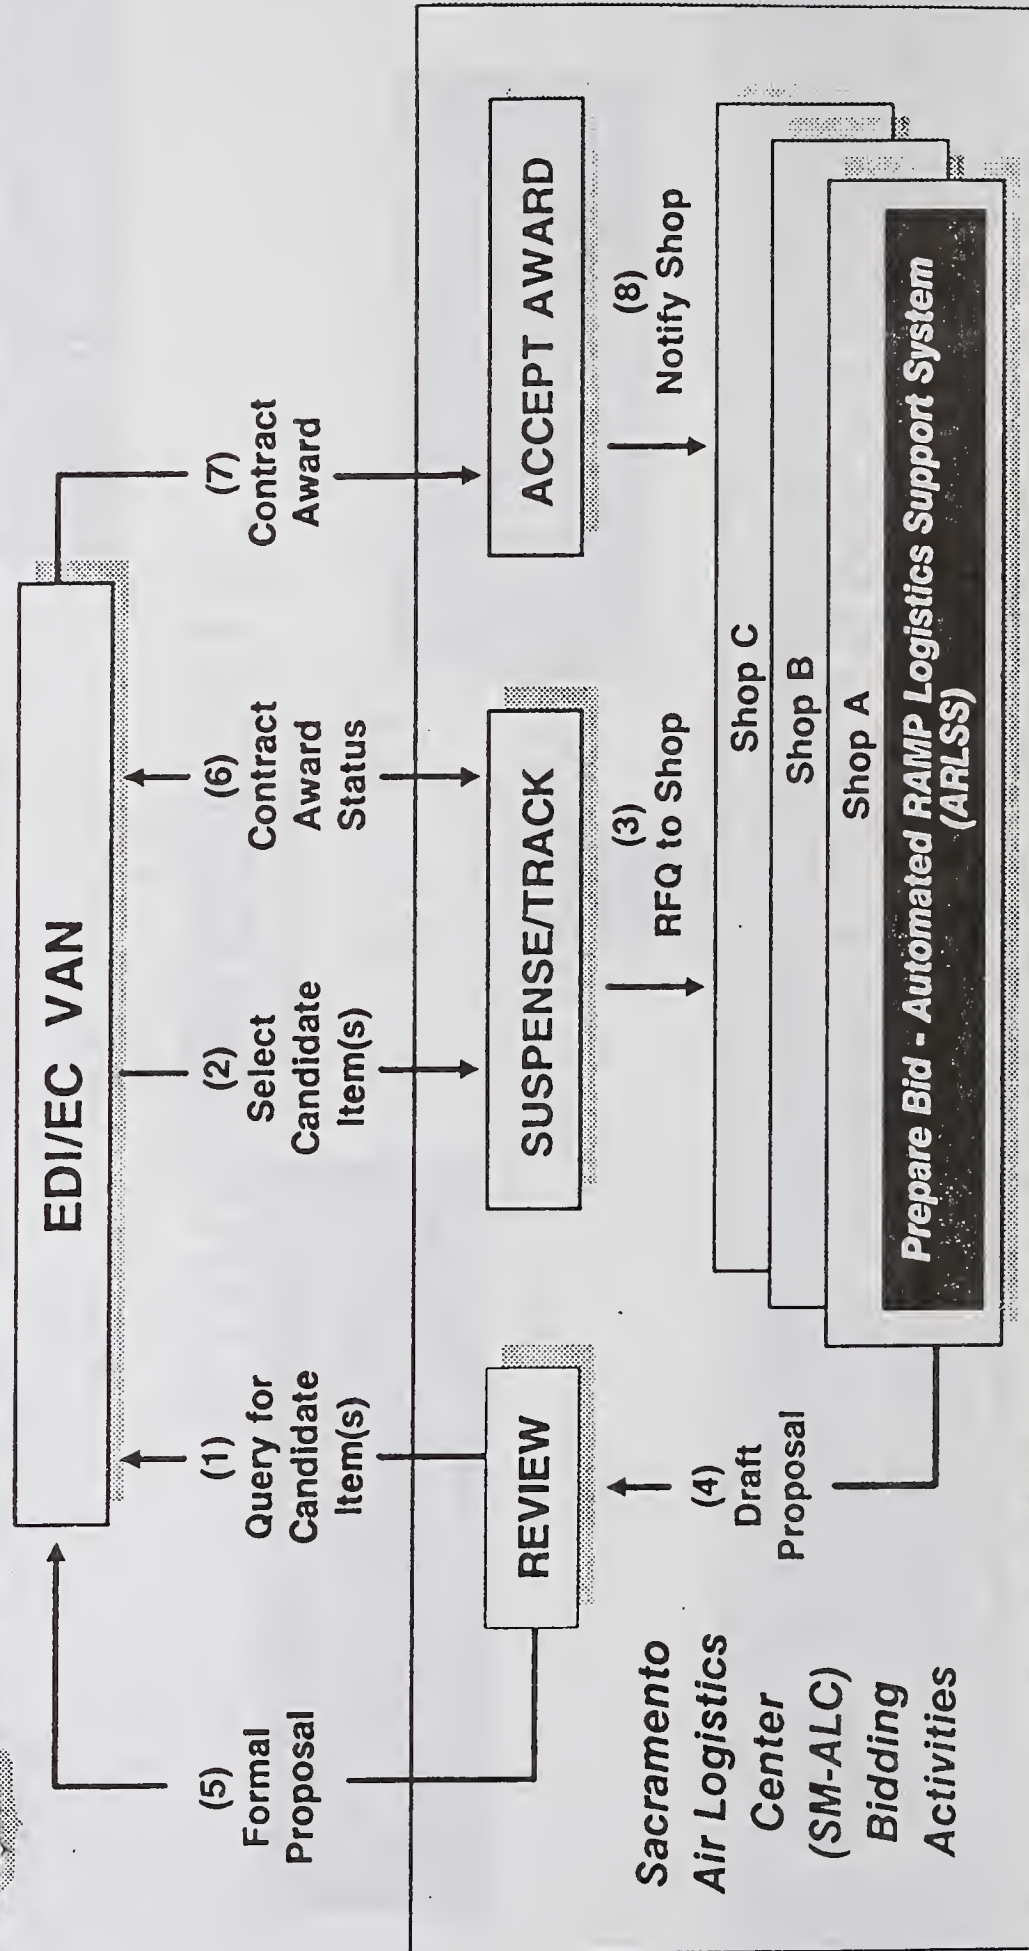 EDI/EC VAN
(5)
Formal
Proposal
(1)
Query for
Candidate
Item(s)
(2)
Select
Candidate
Item(s)
(6)
Contract
Award
Status
(7)
Contract
Award
REVIEW
SUSPENSE/TRACK
ACCEPT AWARD
Sacramento
Air Logistics
Center
(SM-ALC)
Bidding
Activities
(4)
Draft
Proposal
(3)
RFQ to Shop
(8)
Notify Shop
Shop C
Shop B
Shop A
Prepare Bid - Automated RAMP Logistics Support System
(ARLSS)